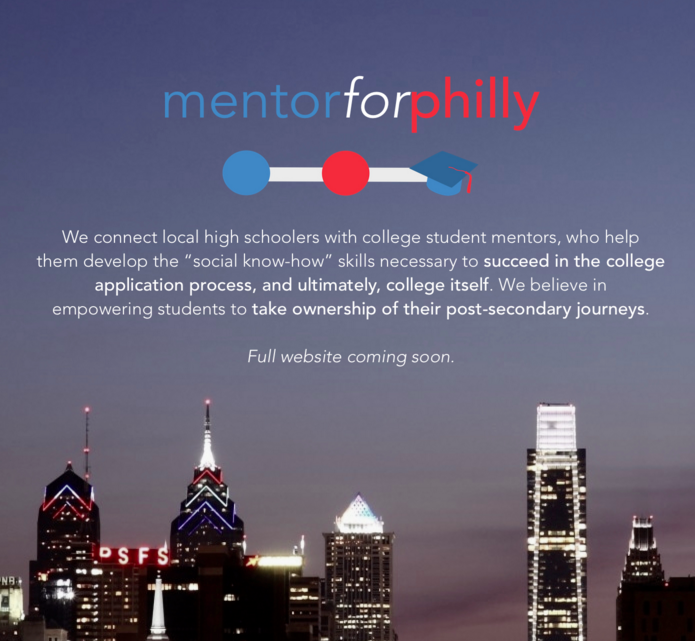 mentorforphilly
We connect local high schoolers with college student mentors, who help
them develop the “social know-how” skills necessary to succeed in the college
application process, and ultimately, college itself. We believe in
empowering students to take ownership of their post-secondary journeys.
Full website coming soon.
PSFS
PNB